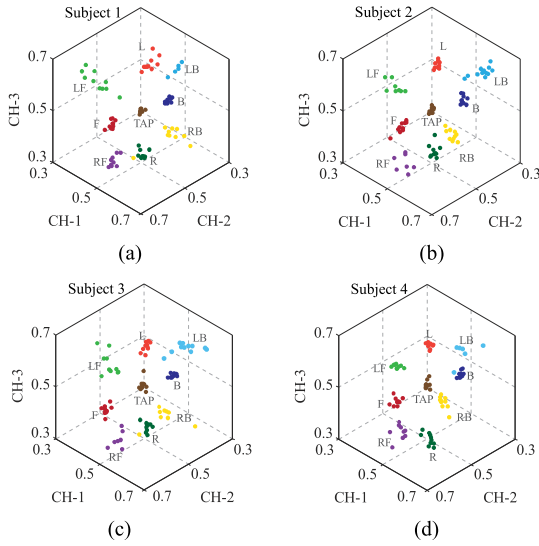 Subject 1
0.7
L
LB
LF
B
CH-3
0.5
F
TAP
RB
RF
R
0.3
0.3
0.3
0.5
0.5
CH-1
0.7
0.7
CH-2
(a)
Subject 2
0.7
L
LF
LB
B
CH-3
0.5
F
TAP
RB
RF
R
0.3
0.3
0.3
0.5
0.5
CH-1
0.7
0.7
CH-2
(b)
Subject 3
0.7
L
LB
LF
B
CH-3
0.5
TAP
F
RB
RF
R
0.3
0.3
0.3
0.5
0.5
CH-1
0.7
0.7
CH-2
(c)
Subject 4
0.7
L
LB
LF
B
CH-3
0.5
TAP
F
RB
RF
R
0.3
0.3
0.3
0.5
0.5
CH-1
0.7
0.7
CH-2
(d)